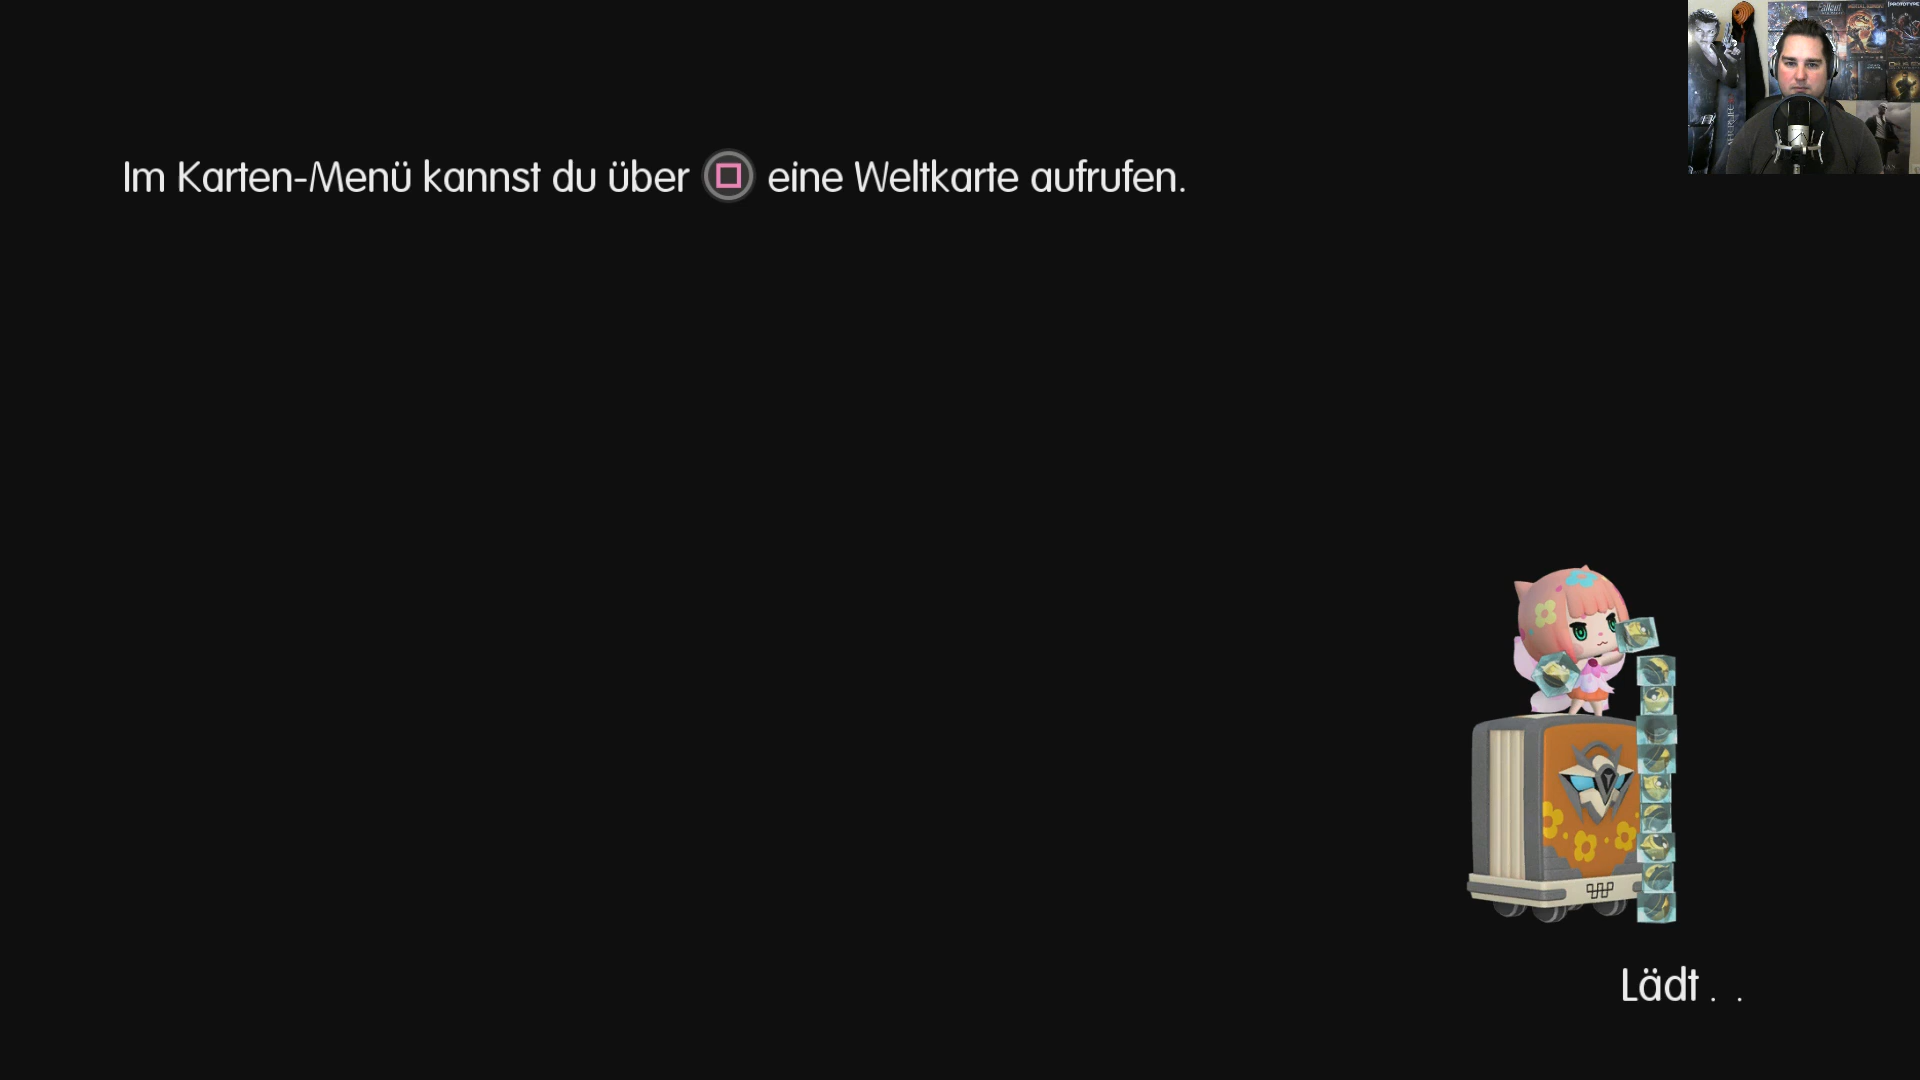 Im Karten-Menü kannst du über eine Weltkarte aufrufen.
Lädt . .